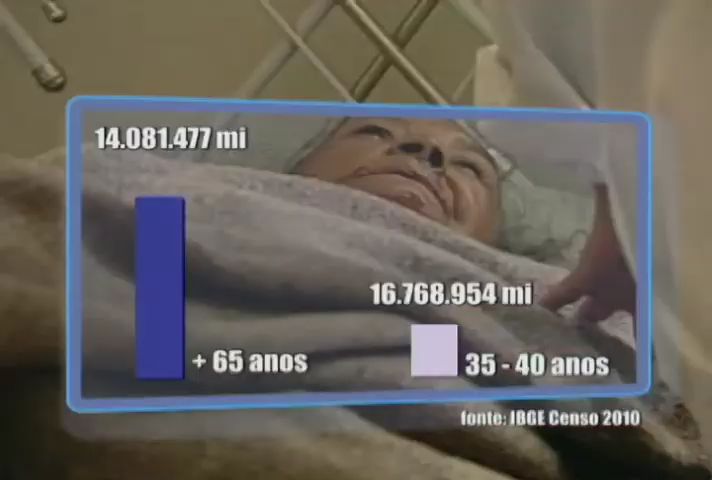 14.081.477 mi
16.768.954 mi
+ 65 anos
35 - 40 anos
fonte: IBGE Censo 2010